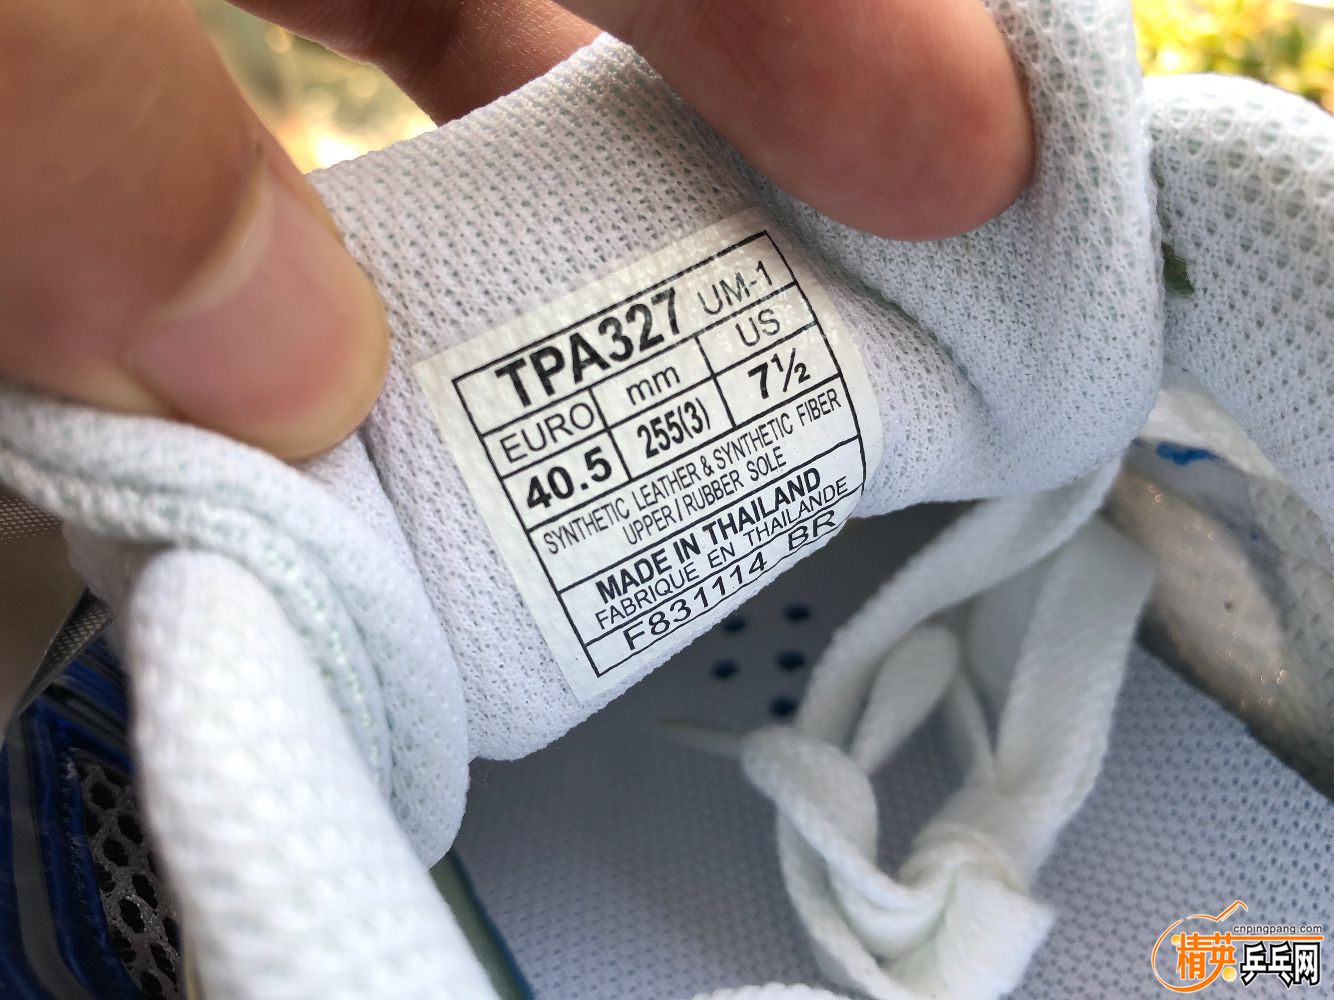 TPA327 UM-1
EURO mm US
40.5 255(3) 7½
SYNTHETIC LEATHER & SYNTHETIC FIBER
UPPER/RUBBER SOLE
MADE IN THAILAND
FABRIQUE EN THAILANDE
F831114 BR
cnpingpang.com
精英乒乓网